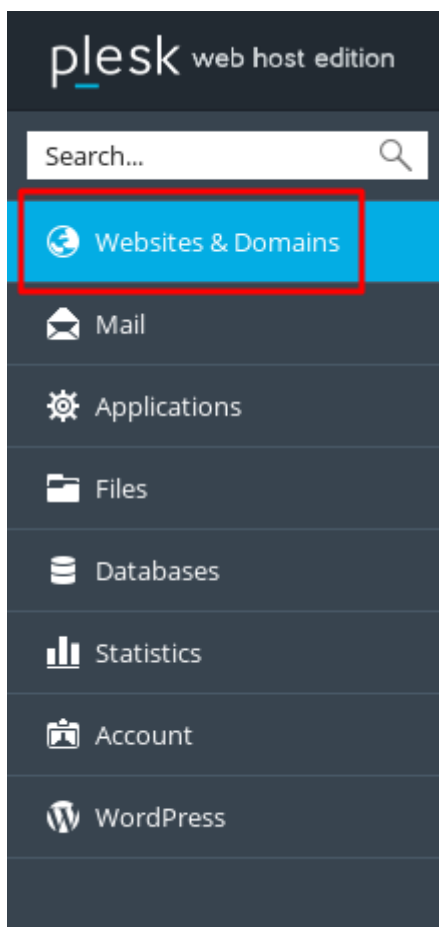 plesk web host edition
Search...
Websites & Domains
Mail
Applications
Files
Databases
Statistics
Account
WordPress